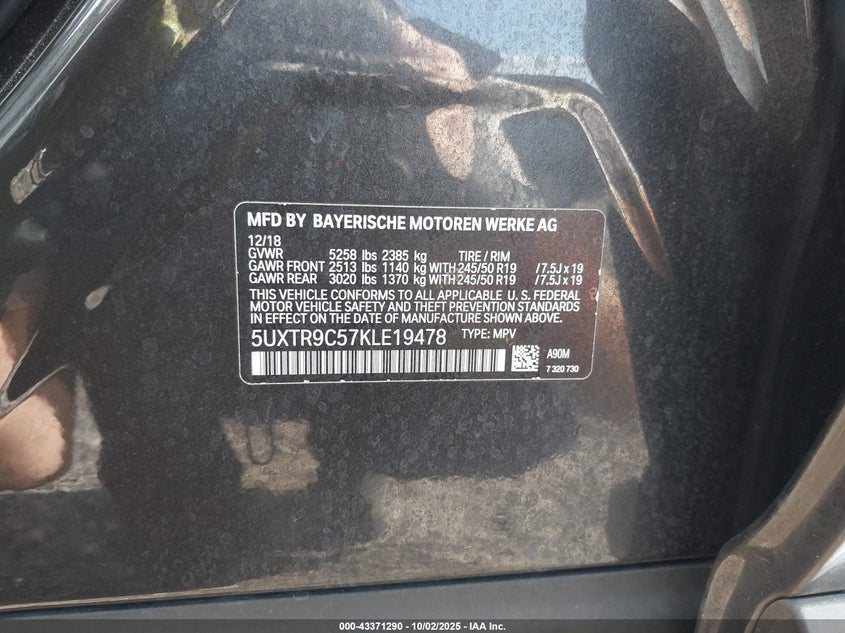 MFD BY BAYERISCHE MOTOREN WERKE AG
12/18
GVWR 5258 lbs 2385 kg TIRE / RIM
GAWR FRONT 2513 lbs 1140 kg WITH 245/50 R19 /7.5J x 19
GAWR REAR 3020 lbs 1370 kg WITH 245/50 R19 /7.5J x 19
THIS VEHICLE CONFORMS TO ALL APPLICABLE U.S. FEDERAL
MOTOR VEHICLE SAFETY AND THEFT PREVENTION STANDARDS
IN EFFECT ON THE DATE OF MANUFACTURE SHOWN ABOVE.
5UXTR9C57KLE19478 TYPE: MPV
A90M
7 320 730
000-43371290 - 10/02/2025 - IAA Inc.